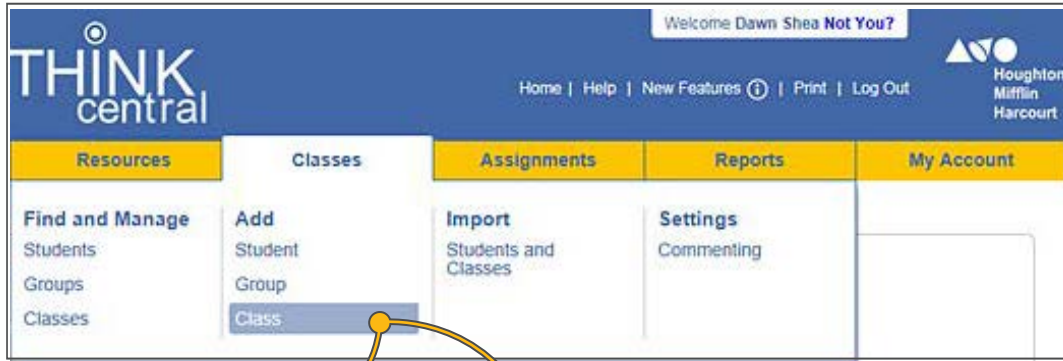 Welcome Dawn Shea Not You?
THINK
central
Home | Help | New Features (i) | Print | Log Out
Houghton
Mifflin
Harcourt
Resources
Classes
Assignments
Reports
My Account
Find and Manage
Students
Groups
Classes
Add
Student
Group
Class
Import
Students and
Classes
Settings
Commenting